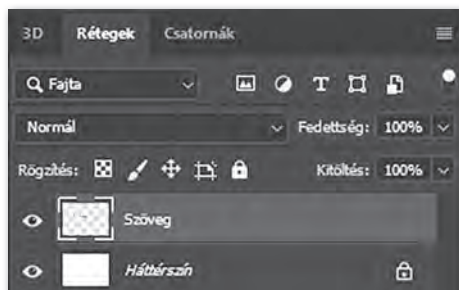 3D Rétegek Csatornák
Fajta
Normál Fedettség: 100%
Rögzítés: Kitöltés: 100%
Szöveg
Háttérszín